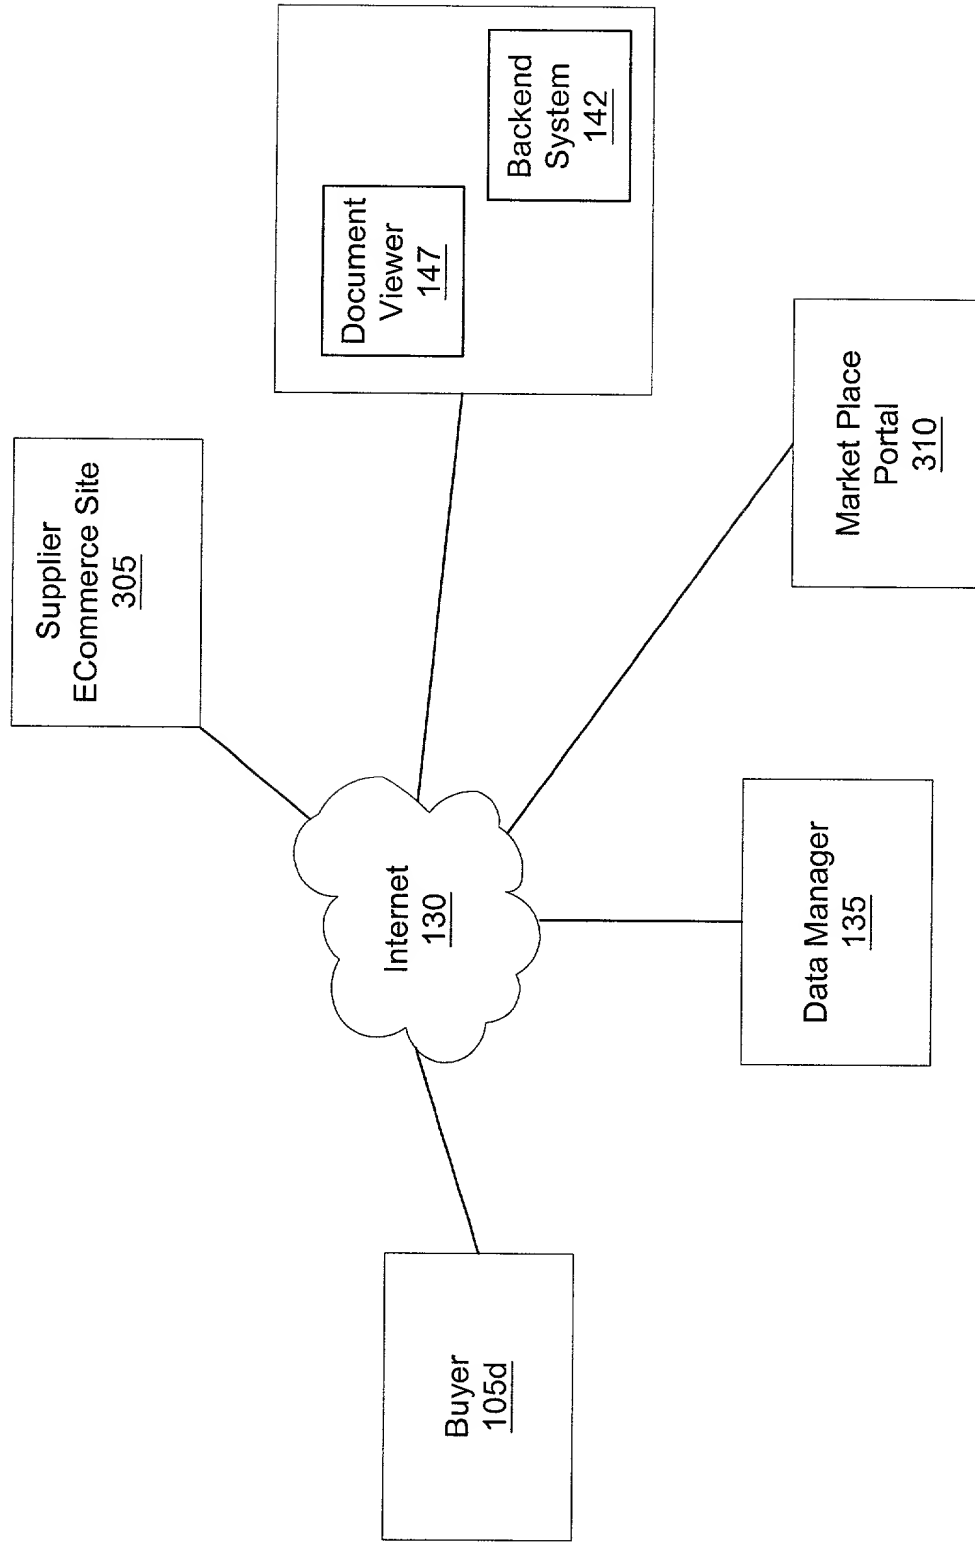 Supplier
ECommerce Site
305
Document
Viewer
147
Backend
System
142
Internet
130
Buyer
105d
Data Manager
135
Market Place
Portal
310